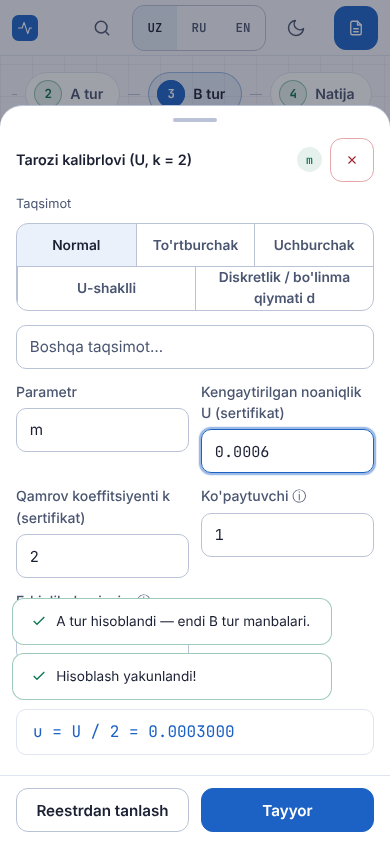 UZ RU EN
2 A tur 3 B tur 4 Natija
Tarozi kalibrlovi (U, k = 2) m ×
Taqsimot
Normal To'rtburchak Uchburchak
U-shaklli Diskretlik / bo'linma
qiymati d
Boshqa taqsimot...
Parametr Kengaytirilgan noaniqlik
U (sertifikat)
m 0.0006
Qamrov koeffitsiyenti k
(sertifikat) Ko'paytuvchi ⓘ
2 1
A tur hisoblandi — endi B tur manbalari.
Hisoblash yakunlandi!
u = U / 2 = 0.0003000
Reestrdan tanlash Tayyor